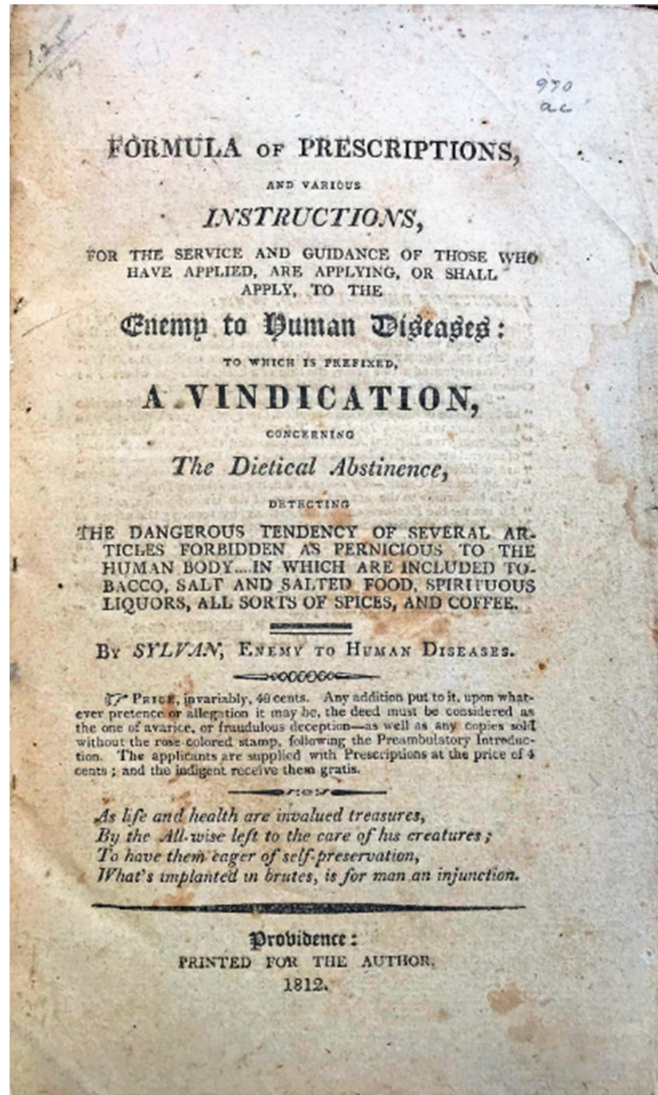 1.25
970
ac
FORMULA OF PRESCRIPTIONS,
AND VARIOUS
INSTRUCTIONS,
FOR THE SERVICE AND GUIDANCE OF THOSE WHO
HAVE APPLIED, ARE APPLYING, OR SHALL
APPLY, TO THE
Enemy to Human Diseases:
TO WHICH IS PREFIXED,
A VINDICATION,
CONCERNING
The Dietical Abstinence,
DETECTING
THE DANGEROUS TENDENCY OF SEVERAL AR-
TICLES FORBIDDEN AS PERNICIOUS TO THE
HUMAN BODY....IN WHICH ARE INCLUDED TO-
BACCO, SALT AND SALTED FOOD, SPIRITUOUS
LIQUORS, ALL SORTS OF SPICES, AND COFFEE.
BY SYLVAN, ENEMY TO HUMAN DISEASES.
☞ PRICE, invariably, 40 cents. Any addition put to it, upon what-
ever pretence or allegation it may be, the deed must be considered as
the one of avarice, or fraudulous deception—as well as any copies sold
without the rose-colored stamp, following the Preambulatory Introduc-
tion. The applicants are supplied with Prescriptions at the price of 4
cents; and the indigent receive them gratis.
As life and health are invalued treasures,
By the All-wise left to the care of his creatures;
To have them eager of self-preservation,
What's implanted in brutes, is for man an injunction.
Providence:
PRINTED FOR THE AUTHOR.
1812.